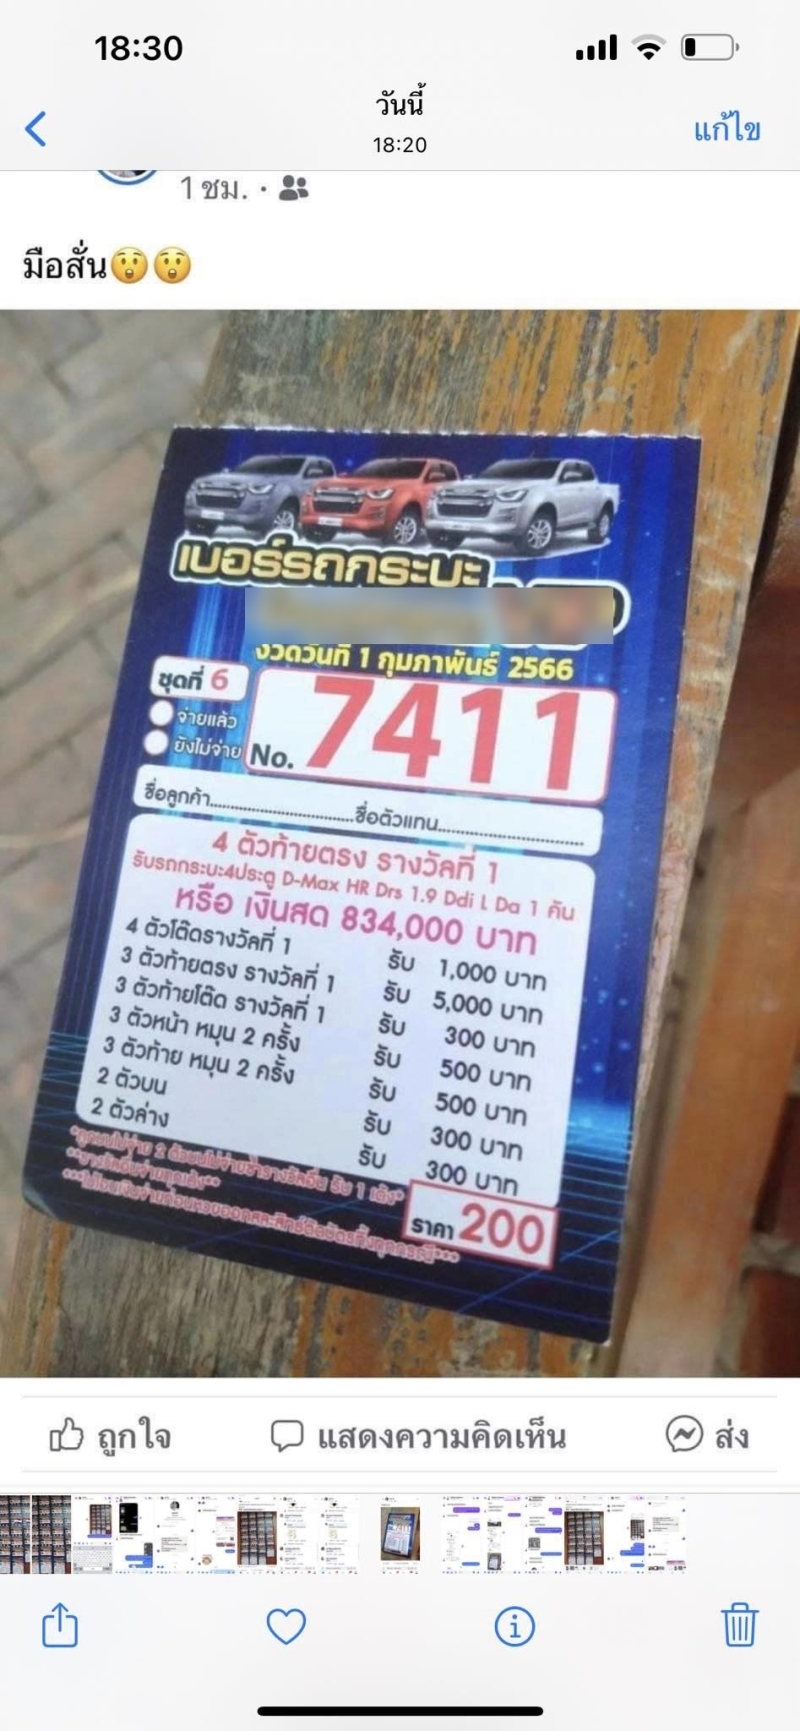 18:30
วันนี้
18:20
แก้ไข
1 ชม. ·
มือสั่น😲😲
เบอร์รถกระบะ
งวดวันที่ 1 กุมภาพันธ์ 2566
ชุดที่ 6
จ่ายแล้ว
ยังไม่จ่าย
No. 7411
ชื่อลูกค้า..............................ชื่อตัวแทน..............................
4 ตัวท้ายตรง รางวัลที่ 1
รับรถกระบะ4ประตู D-Max HR Drs 1.9 Ddi L Da 1 คัน
หรือ เงินสด 834,000 บาท
4 ตัวโต๊ดรางวัลที่ 1 รับ 1,000 บาท
3 ตัวท้ายตรง รางวัลที่ 1 รับ 5,000 บาท
3 ตัวท้ายโต๊ด รางวัลที่ 1 รับ 300 บาท
3 ตัวหน้า หมุน 2 ครั้ง รับ 500 บาท
3 ตัวท้าย หมุน 2 ครั้ง รับ 500 บาท
2 ตัวบน รับ 300 บาท
2 ตัวล่าง รับ 300 บาท
ราคา 200
ถูกใจ
แสดงความคิดเห็น
ส่ง